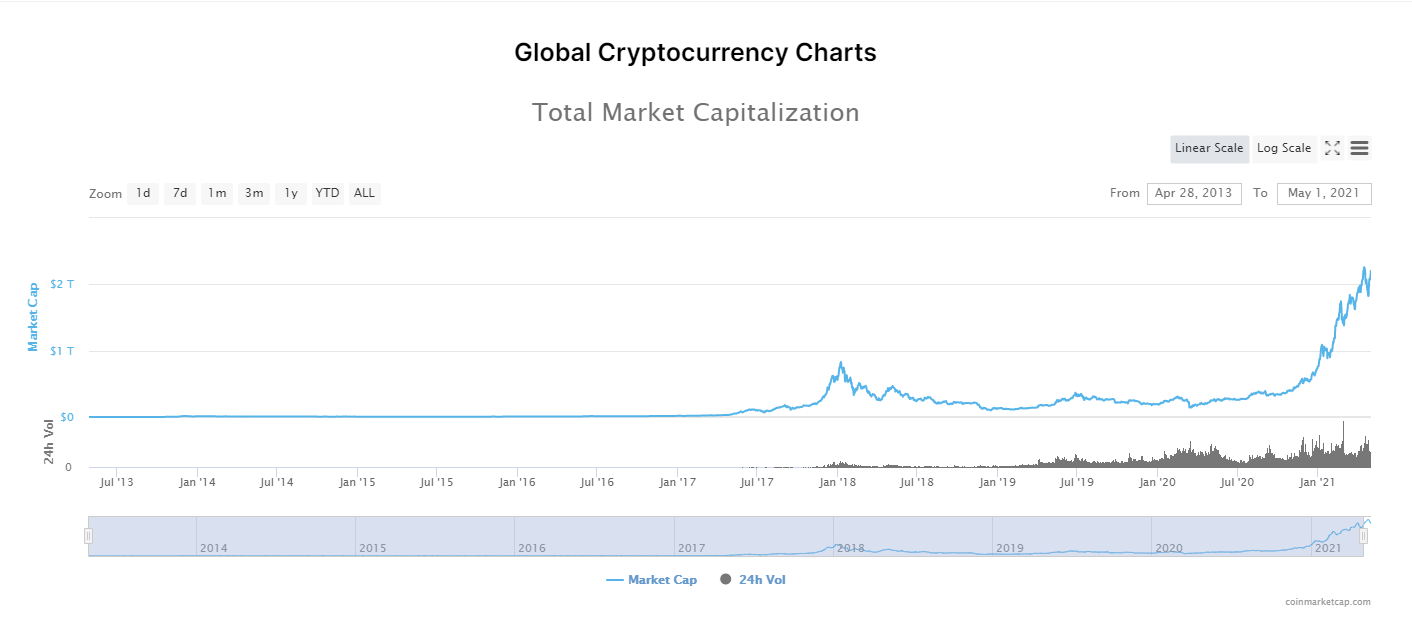 Global Cryptocurrency Charts
Total Market Capitalization
Linear Scale Log Scale
Zoom 1d 7d 1m 3m 1y YTD ALL From Apr 28, 2013 To May 1, 2021
Market Cap
$2 T
$1 T
$0
24h Vol
0
Jul '13 Jan '14 Jul '14 Jan '15 Jul '15 Jan '16 Jul '16 Jan '17 Jul '17 Jan '18 Jul '18 Jan '19 Jul '19 Jan '20 Jul '20 Jan '21
2014 2015 2016 2017 2018 2019 2020 2021
Market Cap 24h Vol
coinmarketcap.com